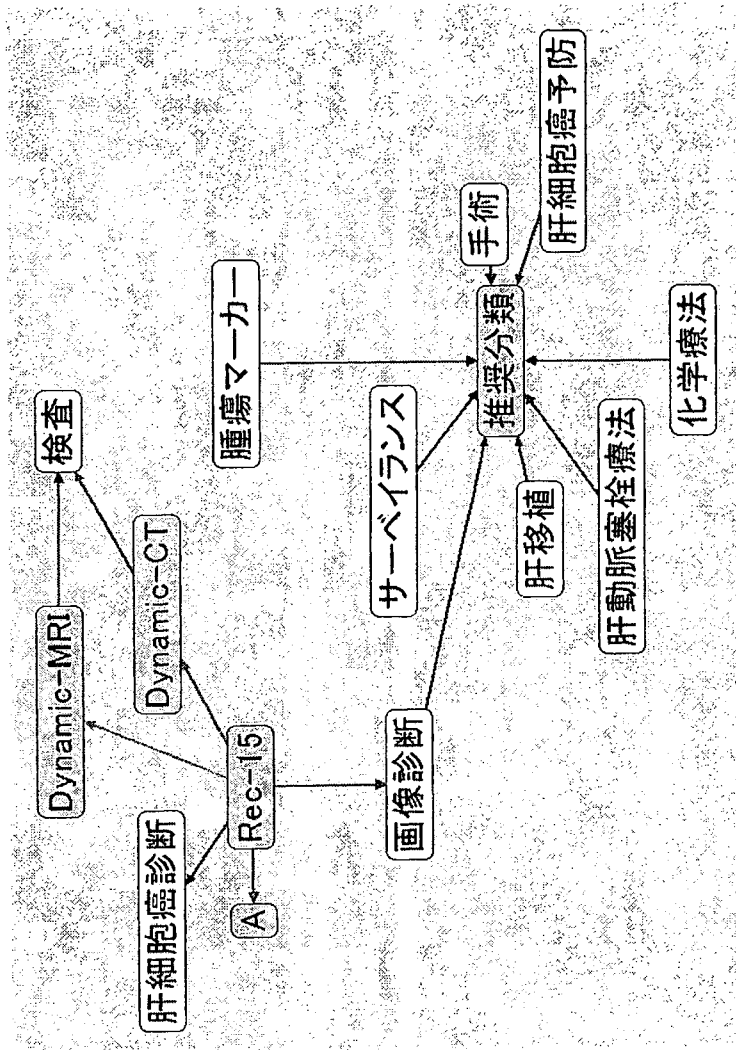 肝細胞癌診断
Dynamic-MRI
検査
A
Rec-15
Dynamic-CT
腫瘍マーカー
画像診断
サーベイランス
推奨分類
手術
肝移植
肝細胞癌予防
肝動脈塞栓療法
化学療法